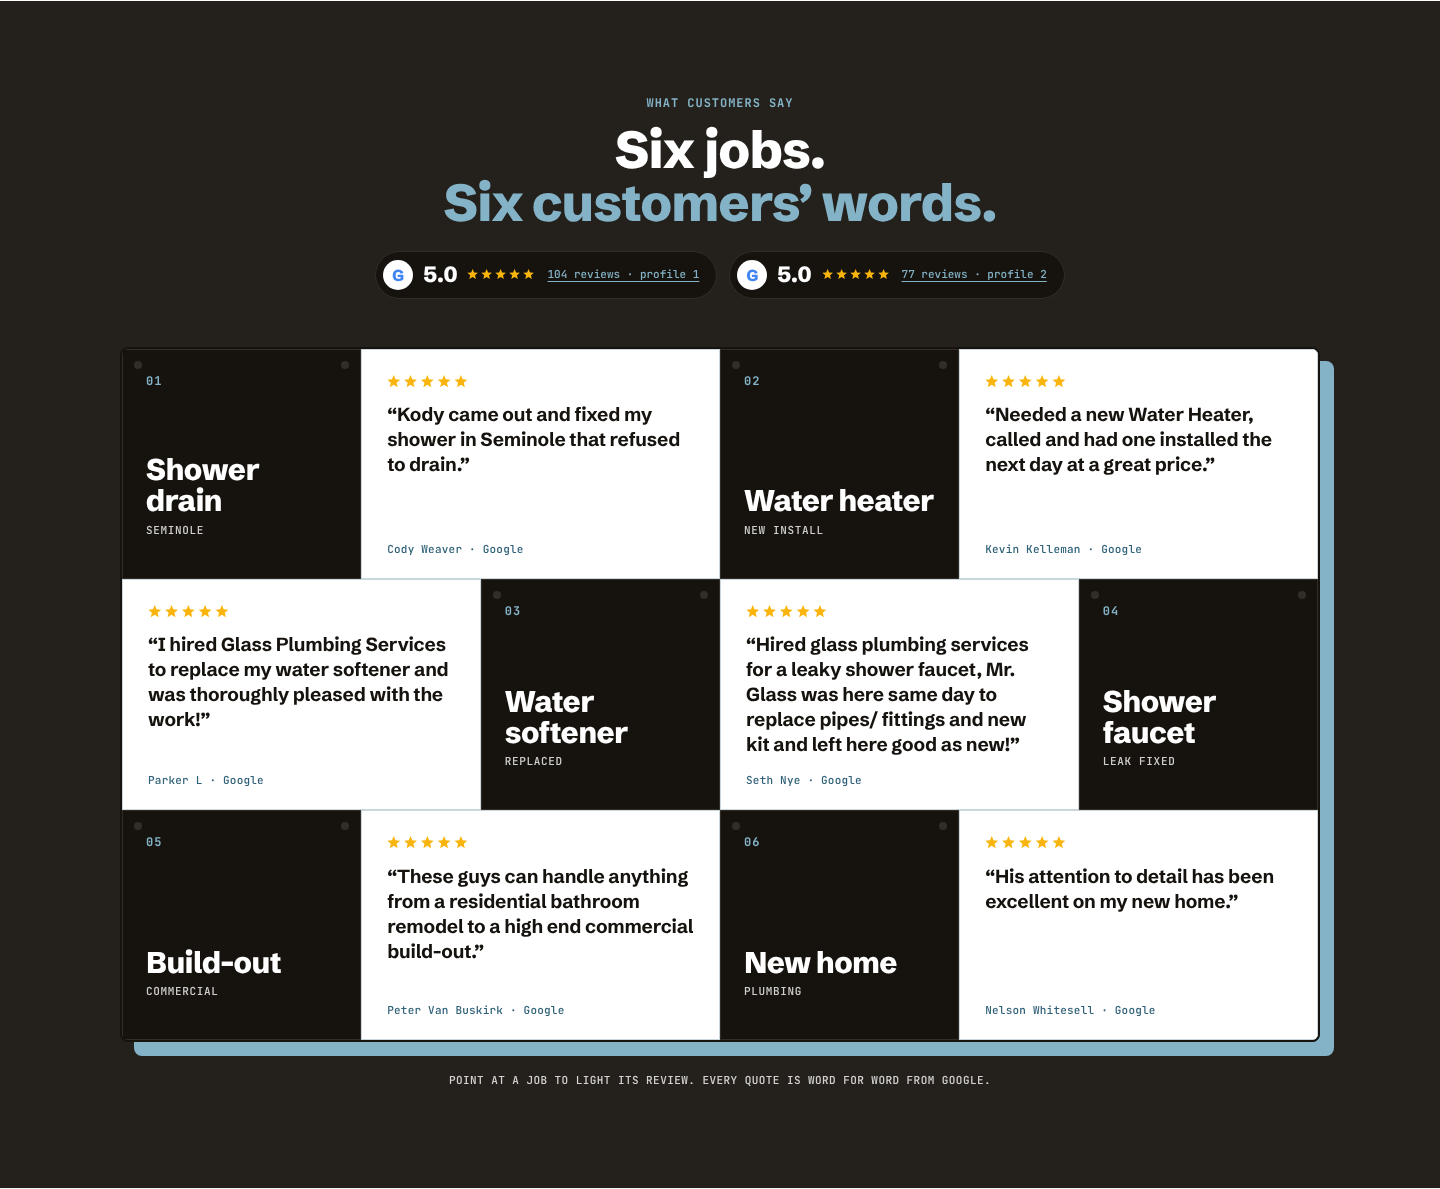 WHAT CUSTOMERS SAY
Six jobs.
Six customers’ words.
G 5.0 ★★★★★ 104 reviews · profile 1
G 5.0 ★★★★★ 77 reviews · profile 2
01
Shower
drain
SEMINOLE
★★★★★
“Kody came out and fixed my
shower in Seminole that refused
to drain.”
Cody Weaver · Google
02
Water heater
NEW INSTALL
★★★★★
“Needed a new Water Heater,
called and had one installed the
next day at a great price.”
Kevin Kelleman · Google
★★★★★
“I hired Glass Plumbing Services
to replace my water softener and
was thoroughly pleased with the
work!”
Parker L · Google
03
Water
softener
REPLACED
★★★★★
“Hired glass plumbing services
for a leaky shower faucet, Mr.
Glass was here same day to
replace pipes/ fittings and new
kit and left here good as new!”
Seth Nye · Google
04
Shower
faucet
LEAK FIXED
05
Build-out
COMMERCIAL
★★★★★
“These guys can handle anything
from a residential bathroom
remodel to a high end commercial
build-out.”
Peter Van Buskirk · Google
06
New home
PLUMBING
★★★★★
“His attention to detail has been
excellent on my new home.”
Nelson Whitesell · Google
POINT AT A JOB TO LIGHT ITS REVIEW. EVERY QUOTE IS WORD FOR WORD FROM GOOGLE.